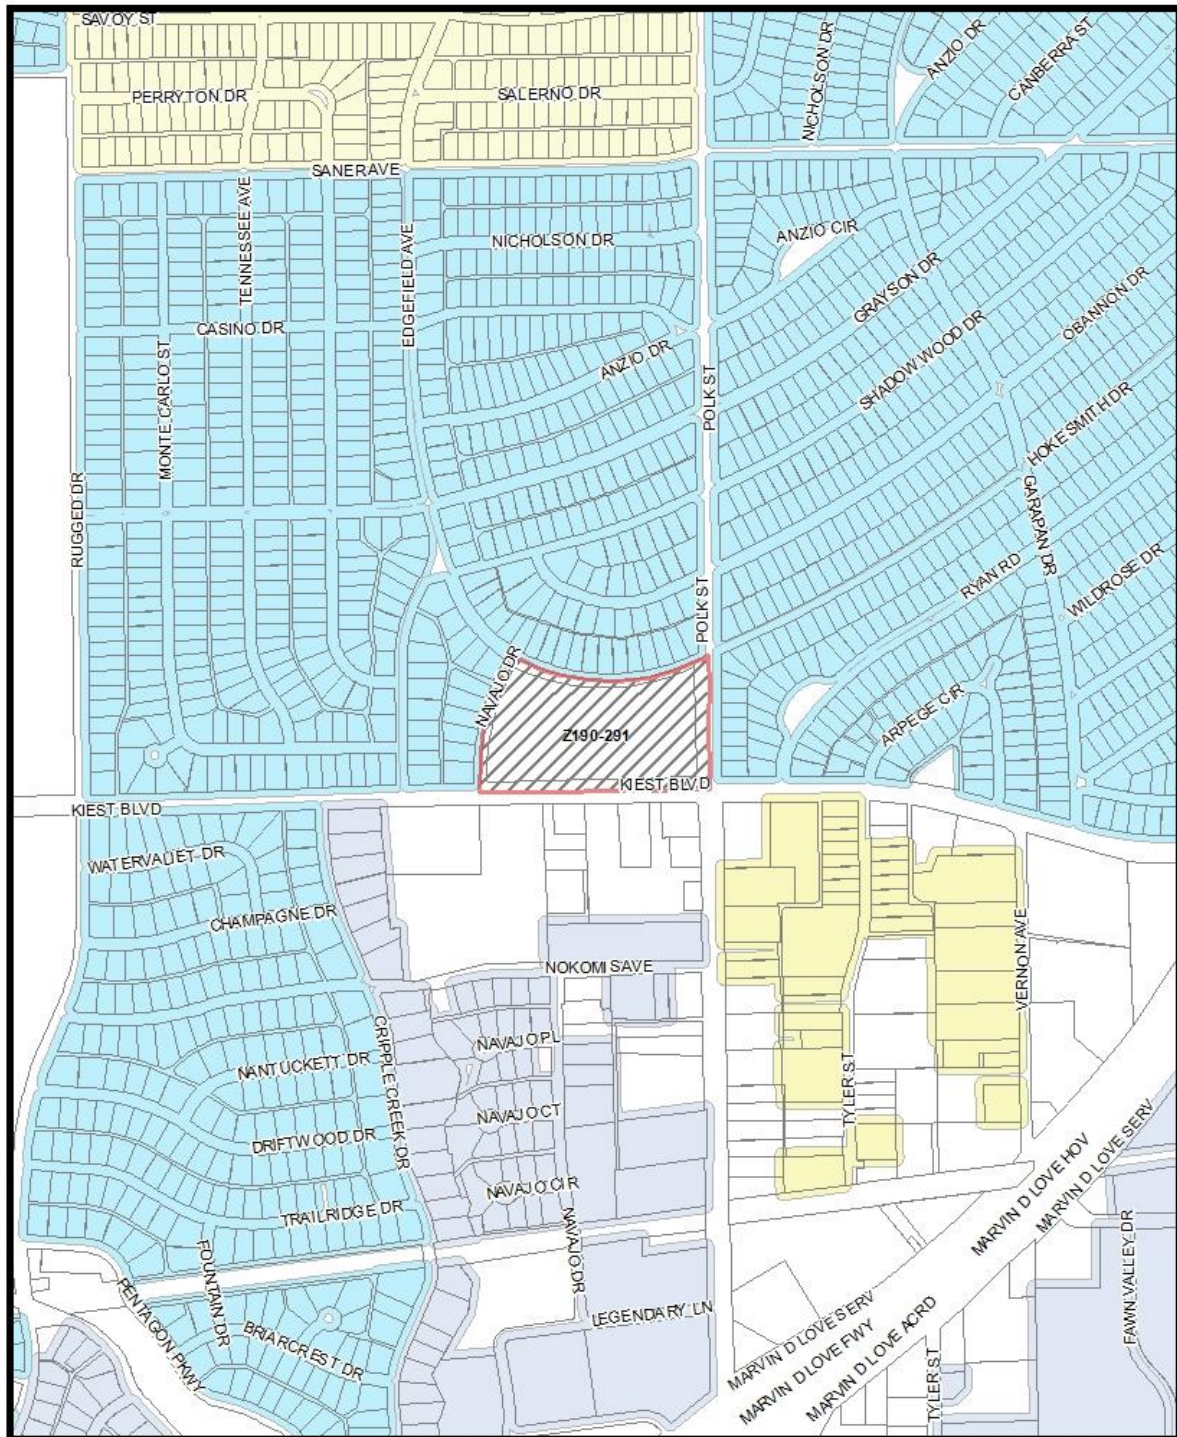 SAVOY ST
PERRYTON DR
SALERNO DR
NICHOLSON DR
ANZIO DR
CANBERRA ST
SANER AVE
TENNESSEE AVE
EDGEFIELD AVE
NICHOLSON DR
ANZIO CIR
GRAYSON DR
OBANNON DR
CASINO DR
MONTE CARLO ST
ANZIO DR
POLK ST
SHADOW WOOD DR
HOKE SMITH DR
RUGGED DR
GARAPAN DR
RYAN RD
WILDROSE DR
POLK ST
NAVAJO DR
ARPEGE CIR
Z190-291
KIEST BLVD
KIEST BLVD
WATERVALIET DR
CHAMPAGNE DR
NOKOMIS AVE
VERNON AVE
CRIPPLE CREEK DR
NAVAJO PL
NANTUCKETT DR
TYLER ST
NAVAJO CT
DRIFTWOOD DR
NAVAJO CIR
TRAILRIDGE DR
MARVIN D LOVE HOV
MARVIN D LOVE SERV
FOUNTAIN DR
NAVAJO DR
FAWN VALLEY DR
PENTAGON PKWY
LEGENDARY LN
BRIARCREST DR
MARVIN D LOVE SERV
MARVIN D LOVE FWY
MARVIN D LOVE ACRD
TYLER ST